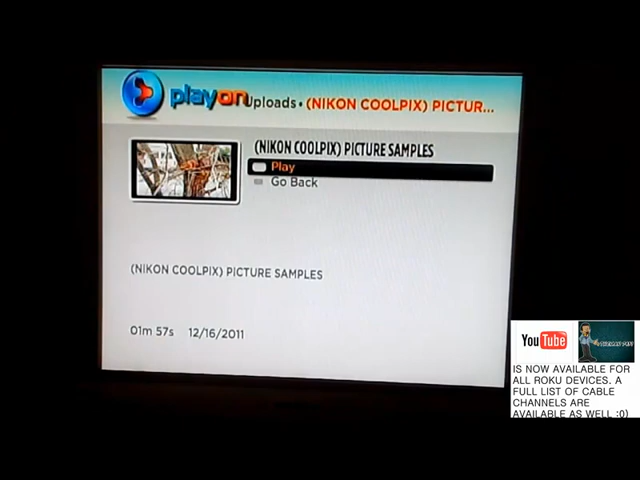 playon Uploads • (NIKON COOLPIX) PICTUR...
(NIKON COOLPIX) PICTURE SAMPLES
Play
Go Back
(NIKON COOLPIX) PICTURE SAMPLES
01m 57s 12/16/2011
YouTube
IS NOW AVAILABLE FOR
ALL ROKU DEVICES. A
FULL LIST OF CABLE
CHANNELS ARE
AVAILABLE AS WELL ;0)